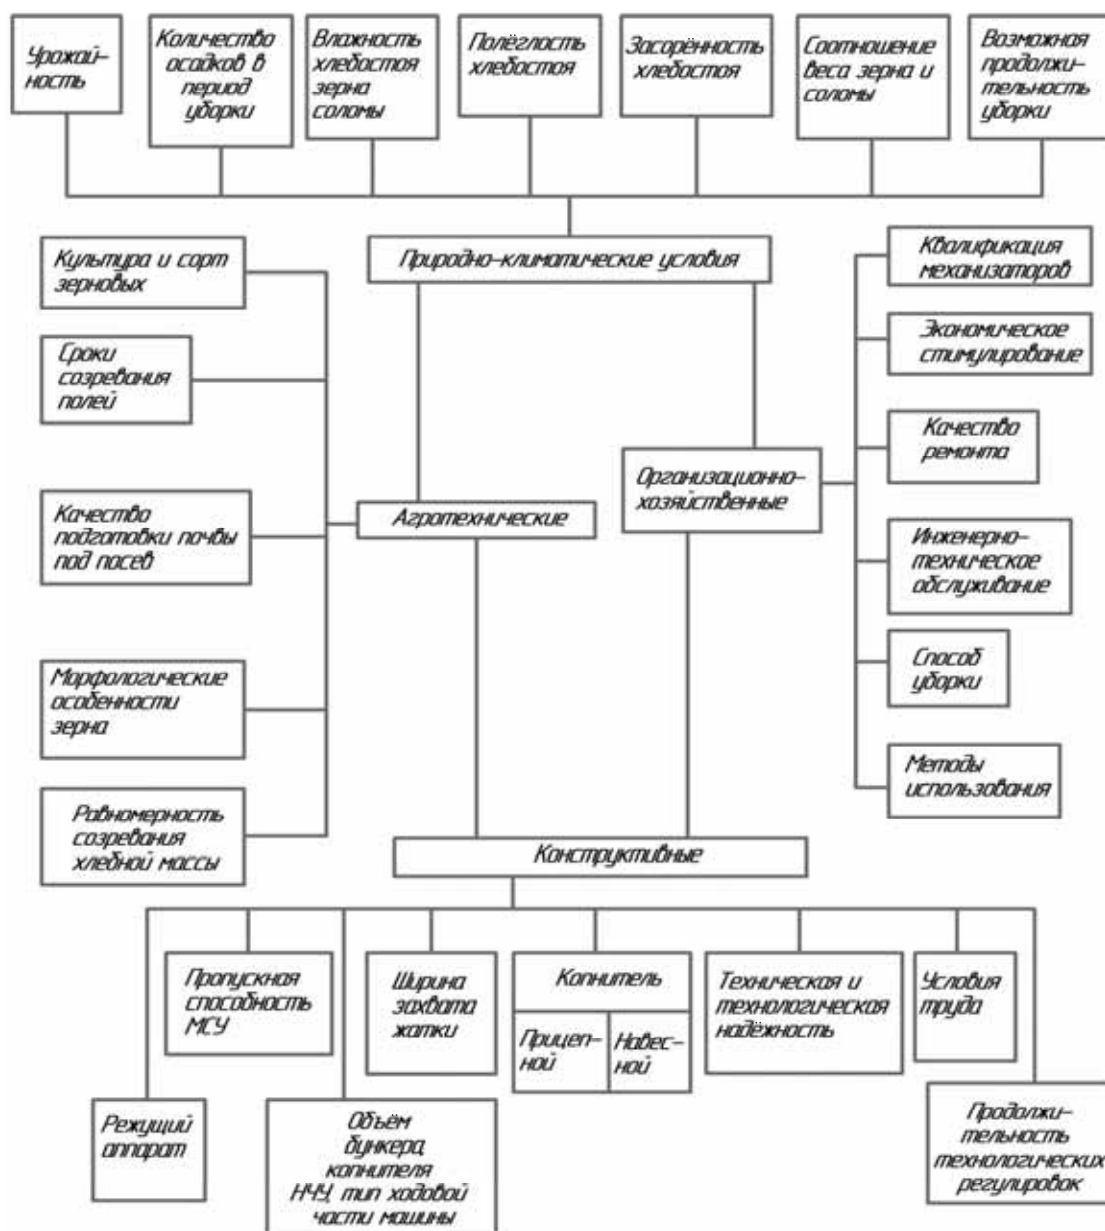 Урожай-
ность
Количество
осадков в
период
уборки
Влажность
хлебостоя
зерна
соломы
Полёглость
хлебостоя
Засорённость
хлебостоя
Соотношение
веса зерна и
соломы
Возможная
продолжи-
тельность
уборки
Природно-климатические условия
Культура и сорт
зерновых
Сроки
созревания
полей
Качество
подготовки почвы
под посев
Морфологические
особенности
зерна
Равномерность
созревания
хлебной массы
Агротехнические
Организационно-
хозяйственные
Квалификация
механизаторов
Экономическое
стимулирование
Качество
ремонта
Инженерно-
техническое
обслуживание
Способ
уборки
Методы
использования
Конструктивные
Режущий
аппарат
Пропускная
способность
МСУ
Объём
бункера,
копнителя
НЧУ, тип ходовой
части машины
Ширина
захвата
жатки
Копнитель
Прицеп-
ной
Навес-
ной
Техническая и
технологическая
надёжность
Условия
труда
Продолжи-
тельность
технологических
регулировок